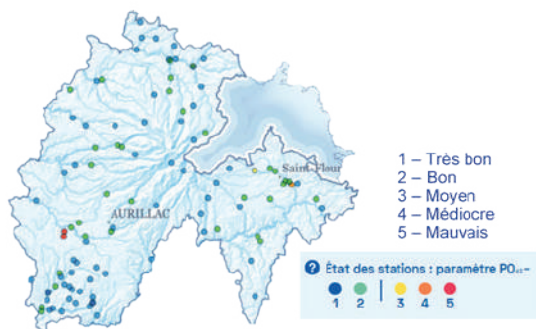 Saint-Flour
AURILLAC
1 – Très bon
2 – Bon
3 – Moyen
4 – Médiocre
5 – Mauvais
? État des stations : paramètre PO₄₃-
1 2 3 4 5